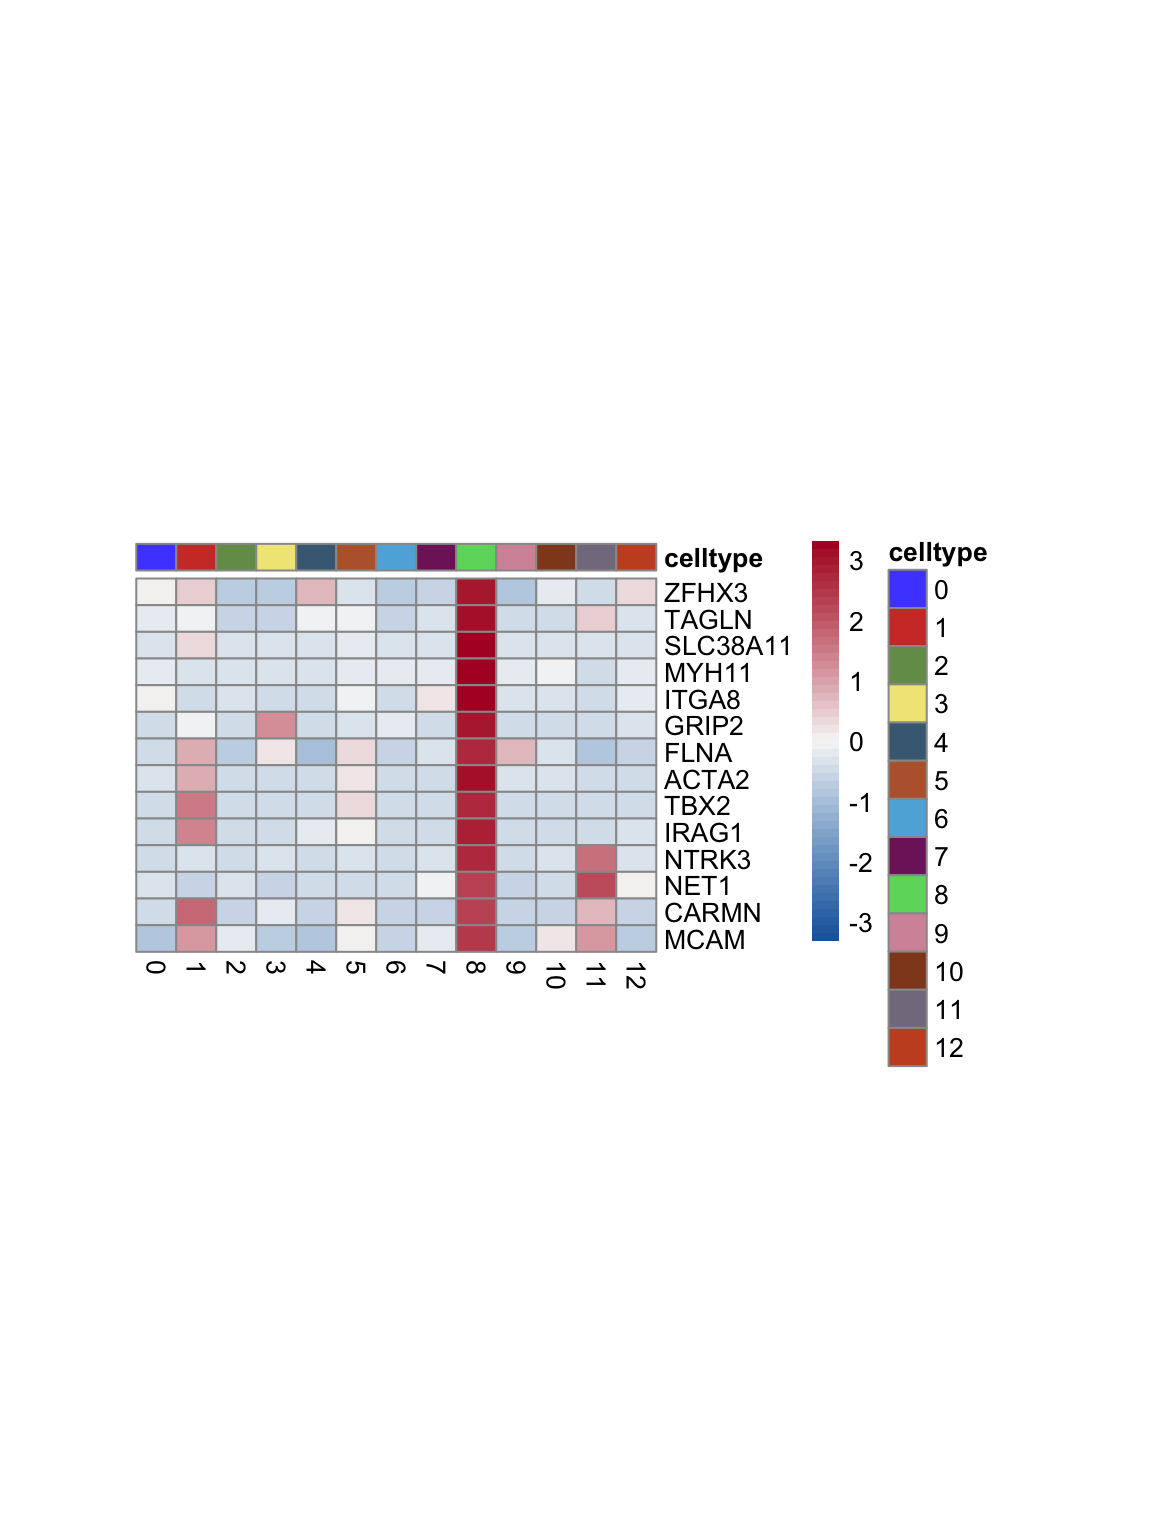 celltype
ZFHX3
TAGLN
SLC38A11
MYH11
ITGA8
GRIP2
FLNA
ACTA2
TBX2
IRAG1
NTRK3
NET1
CARMN
MCAM
0 1 2 3 4 5 6 7 8 9 10 11 12
3
2
1
0
-1
-2
-3
celltype
0
1
2
3
4
5
6
7
8
9
10
11
12